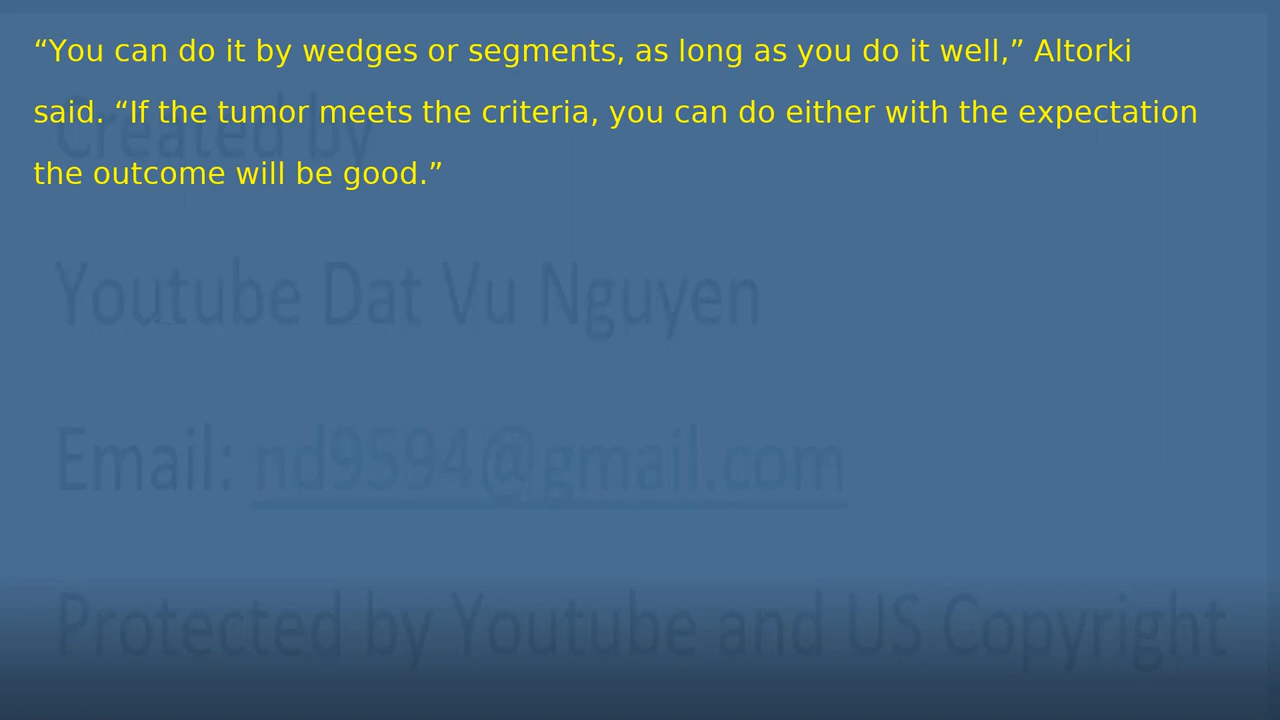 “You can do it by wedges or segments, as long as you do it well,” Altorki
said. “If the tumor meets the criteria, you can do either with the expectation
the outcome will be good.”
Created by
Youtube Dat Vu Nguyen
Email: nd9594@gmail.com
Protected by Youtube and US Copyright